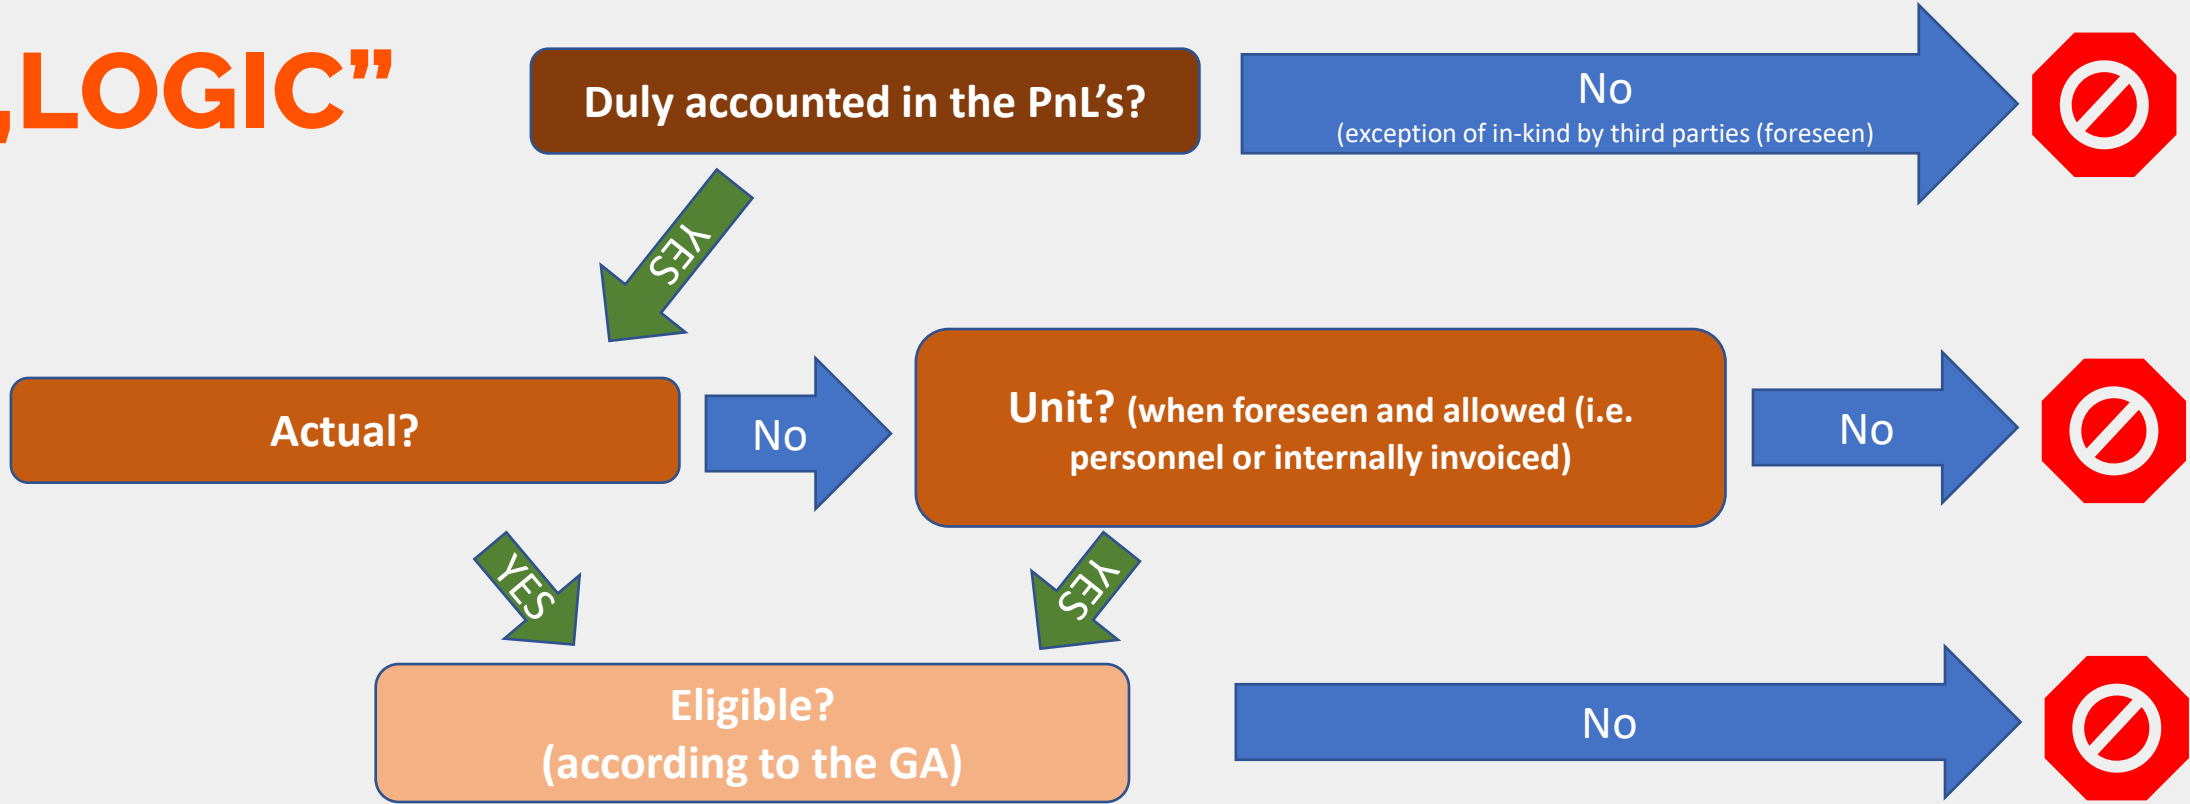 „LOGIC”
Duly accounted in the PnL’s?
No
(exception of in-kind by third parties (foreseen)
YES
Actual?
No
Unit? (when foreseen and allowed (i.e.
personnel or internally invoiced)
No
YES
YES
Eligible?
(according to the GA)
No